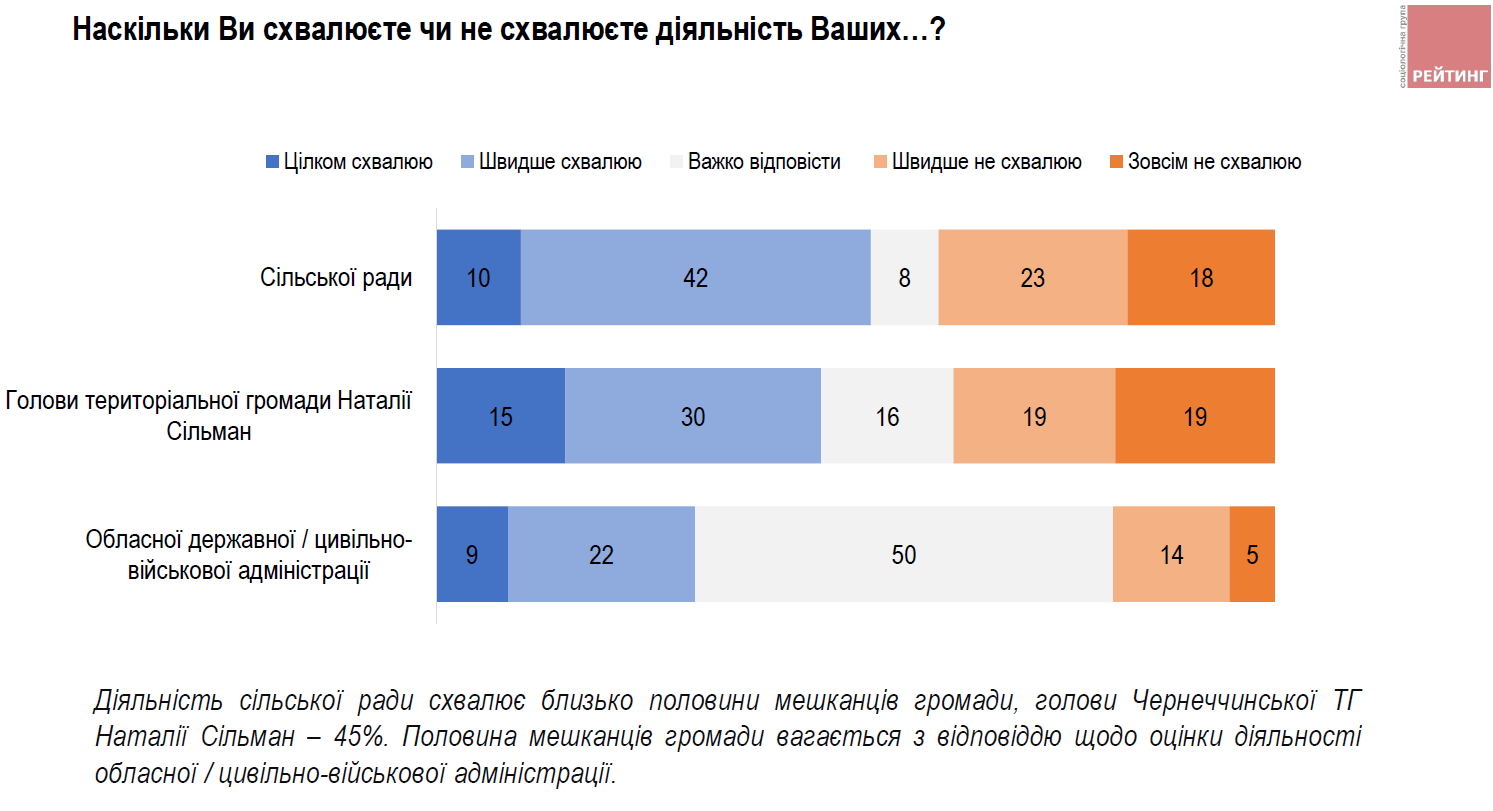 Наскільки Ви схвалюєте чи не схвалюєте діяльність Ваших...?
соціологічна група
РЕЙТИНГ
Цілком схвалюю
Швидше схвалюю
Важко відповісти
Швидше не схвалюю
Зовсім не схвалюю
Сільської ради
10
42
8
23
18
Голови територіальної громади Наталії
Сільман
15
30
16
19
19
Обласної державної / цивільно-
військової адміністрації
9
22
50
14
5
Діяльність сільської ради схвалює близько половини мешканців громади, голови Чернеччинської ТГ
Наталії Сільман – 45%. Половина мешканців громади вагається з відповіддю щодо оцінки діяльності
обласної / цивільно-військової адміністрації.